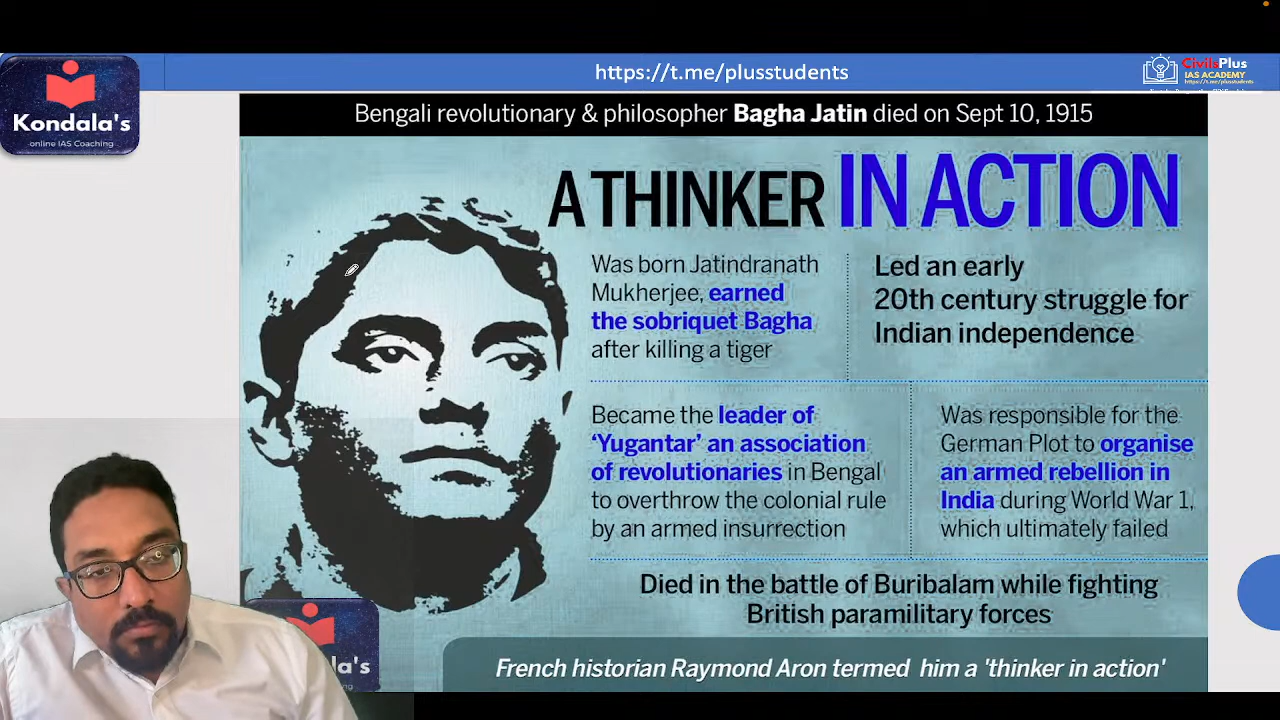 https://t.me/plusstudents
Kondala's
online IAS Coaching
CivilsPlus
IAS ACADEMY
https://t.me/plusstudents
Bengali revolutionary & philosopher Bagha Jatin died on Sept 10, 1915
A THINKER IN ACTION
Was born Jatindranath
Mukherjee, earned
the sobriquet Bagha
after killing a tiger
Led an early
20th century struggle for
Indian independence
Became the leader of
‘Yugantar’ an association
of revolutionaries in Bengal
to overthrow the colonial rule
by an armed insurrection
Was responsible for the
German Plot to organise
an armed rebellion in
India during World War 1,
which ultimately failed
Died in the battle of Buribalam while fighting
British paramilitary forces
la's
French historian Raymond Aron termed him a 'thinker in action'